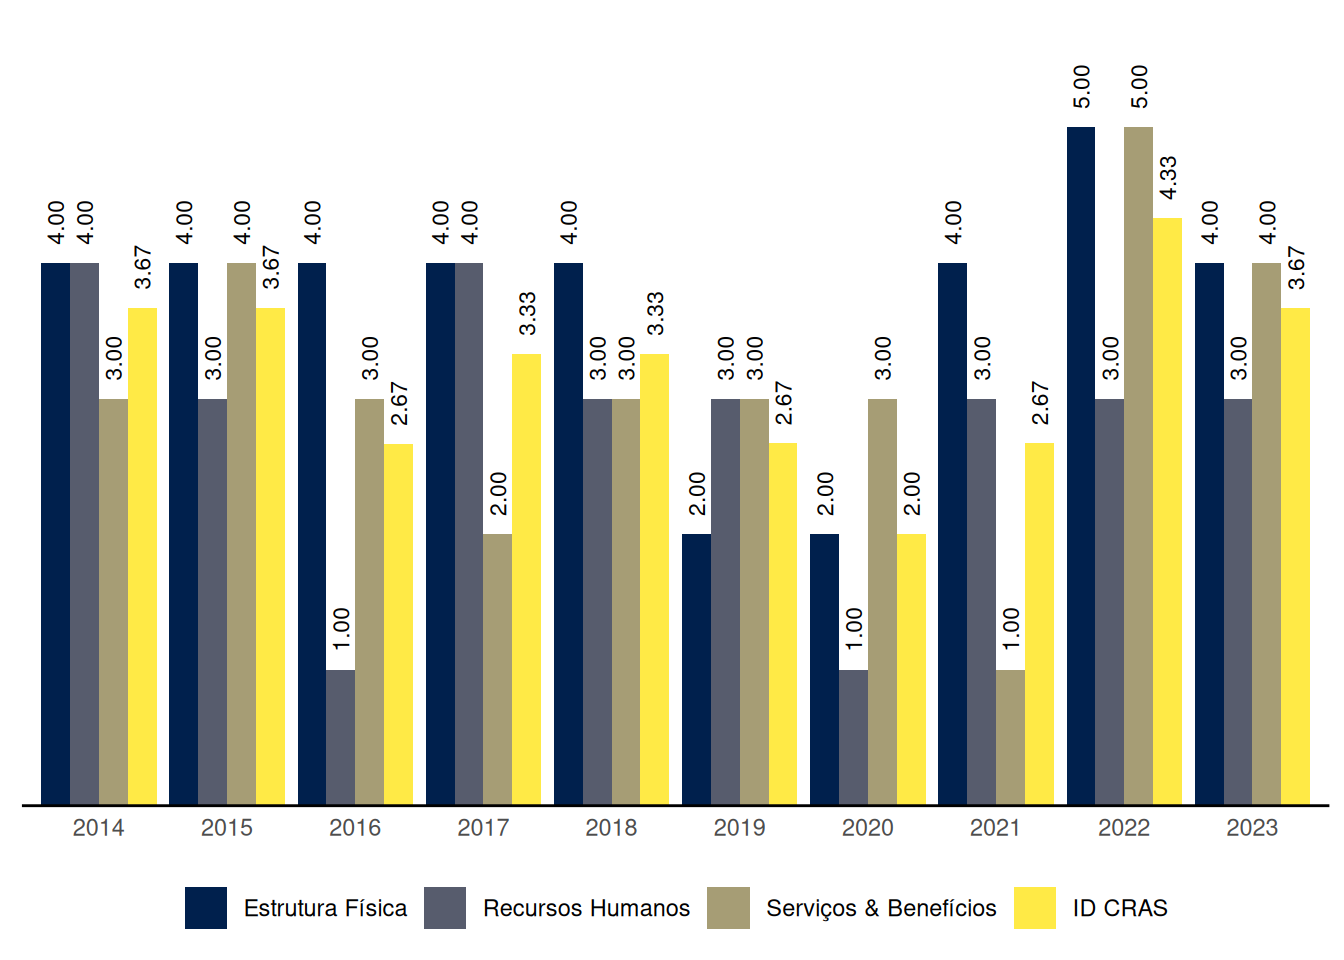 5.00 5.00
4.33
4.00 4.00 4.00 4.00 4.00 4.00 4.00 4.00 4.00 4.00 4.00
3.67 3.67 3.67
3.33 3.33
3.00 3.00 3.00 3.00 3.00 3.00 3.00 3.00 3.00 3.00 3.00
2.67 2.67 2.67
2.00 2.00 2.00 2.00
1.00 1.00 1.00
2014 2015 2016 2017 2018 2019 2020 2021 2022 2023
Estrutura Física Recursos Humanos Serviços & Benefícios ID CRAS